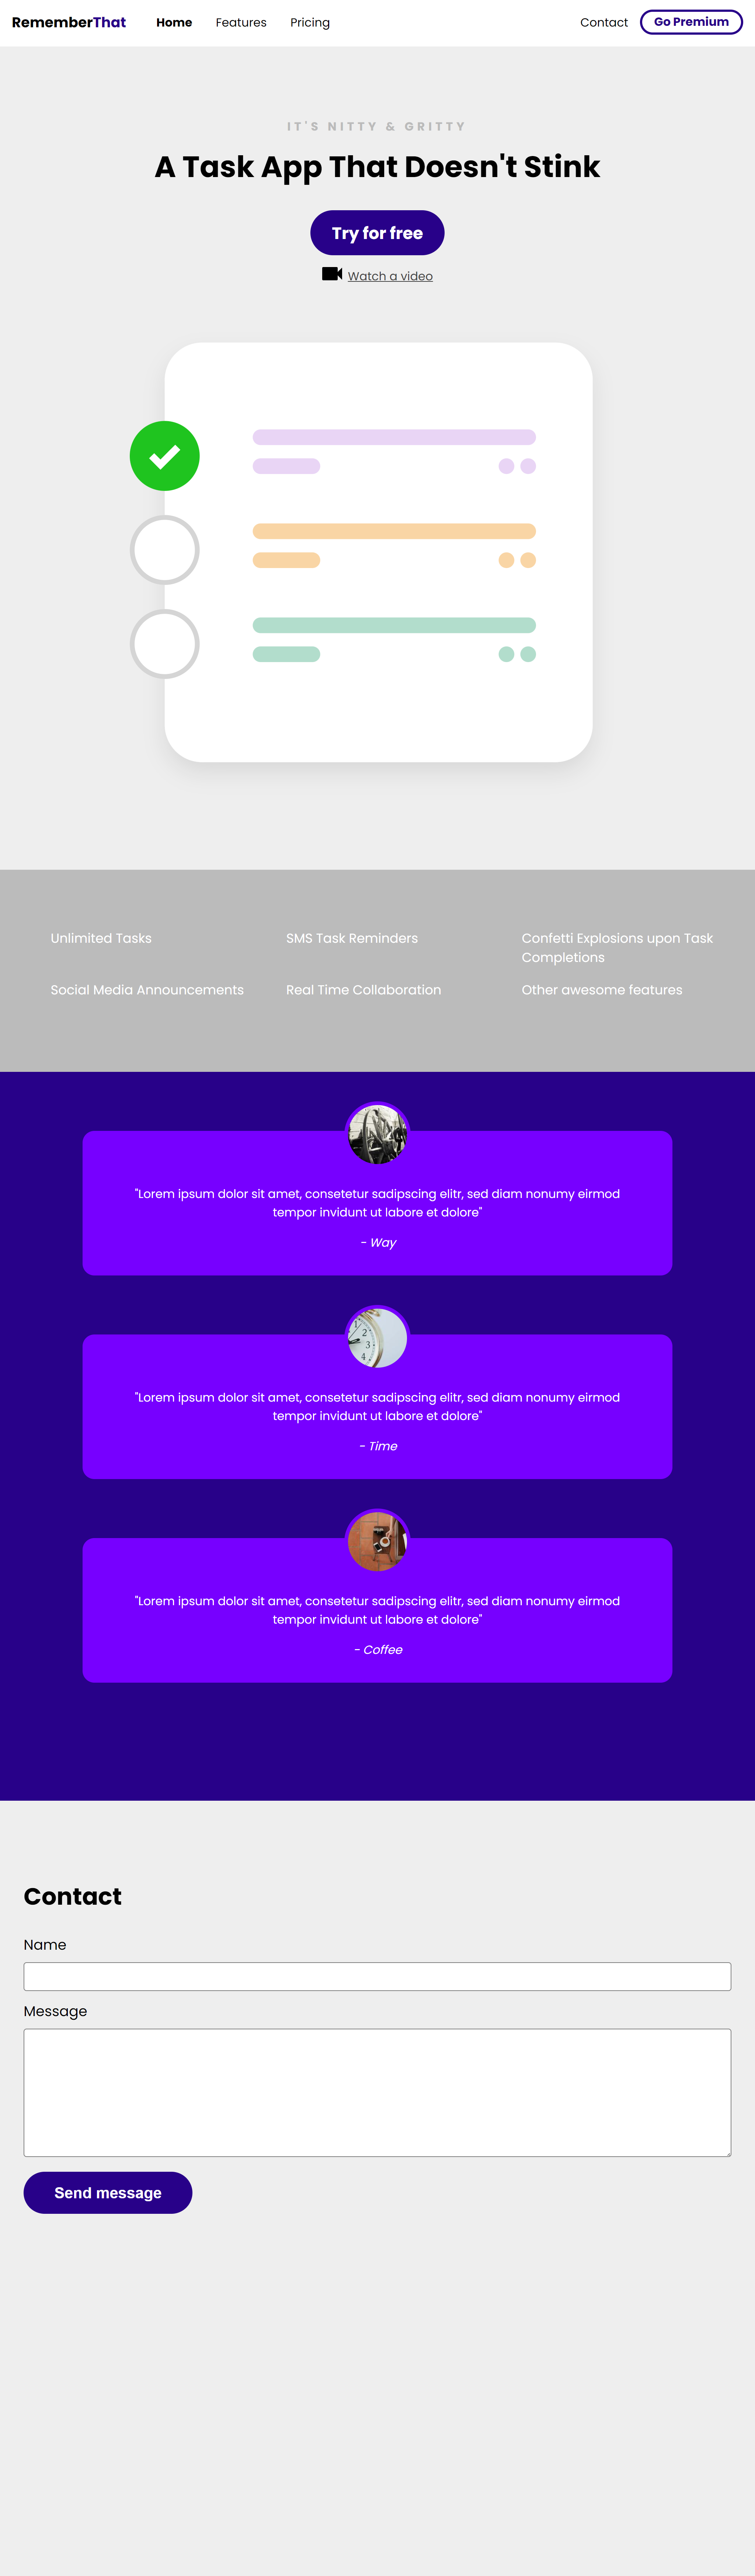 RememberThat Home Features Pricing Contact Go Premium
IT'S NITTY & GRITTY
A Task App That Doesn't Stink
Try for free
Watch a video
Unlimited Tasks
SMS Task Reminders
Confetti Explosions upon Task
Completions
Social Media Announcements
Real Time Collaboration
Other awesome features
"Lorem ipsum dolor sit amet, consetetur sadipscing elitr, sed diam nonumy eirmod
tempor invidunt ut labore et dolore"
- Way
1
2
3
4
"Lorem ipsum dolor sit amet, consetetur sadipscing elitr, sed diam nonumy eirmod
tempor invidunt ut labore et dolore"
- Time
"Lorem ipsum dolor sit amet, consetetur sadipscing elitr, sed diam nonumy eirmod
tempor invidunt ut labore et dolore"
- Coffee
Contact
Name
Message
Send message